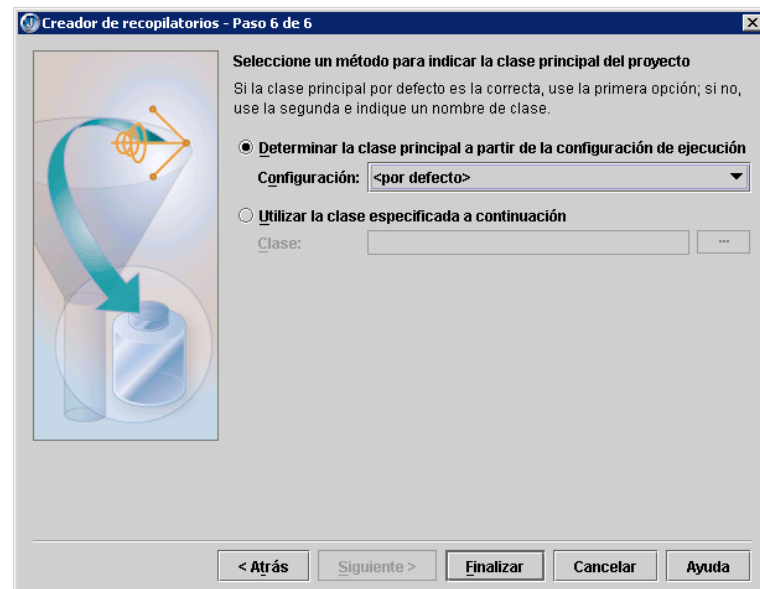 Creador de recopilatorios - Paso 6 de 6
Seleccione un método para indicar la clase principal del proyecto
Si la clase principal por defecto es la correcta, use la primera opción; si no,
use la segunda e indique un nombre de clase.
Determinar la clase principal a partir de la configuración de ejecución
Configuración: <por defecto>
Utilizar la clase especificada a continuación
Clase: ...
< Atrás Siguiente > Finalizar Cancelar Ayuda